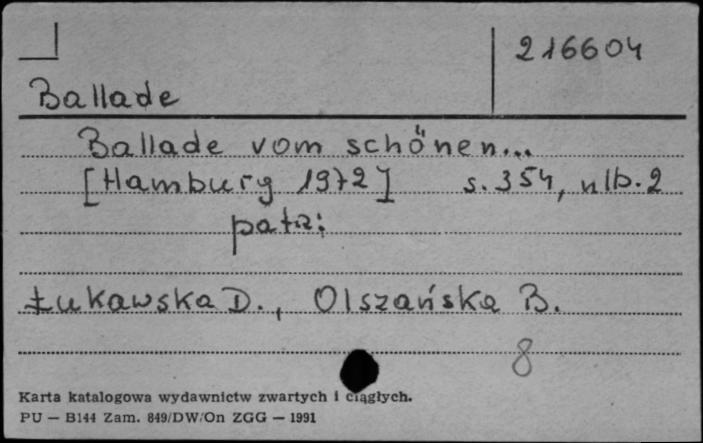 216604
Ballade
Ballade vom schönen...
[Hamburg 1972] s. 354, nlb. 2
patrz:
Łukawska D., Olszańska B.
8
Karta katalogowa wydawnictw zwartych i ciągłych.
PU — B144 Zam. 849/DW/On ZGG — 1991